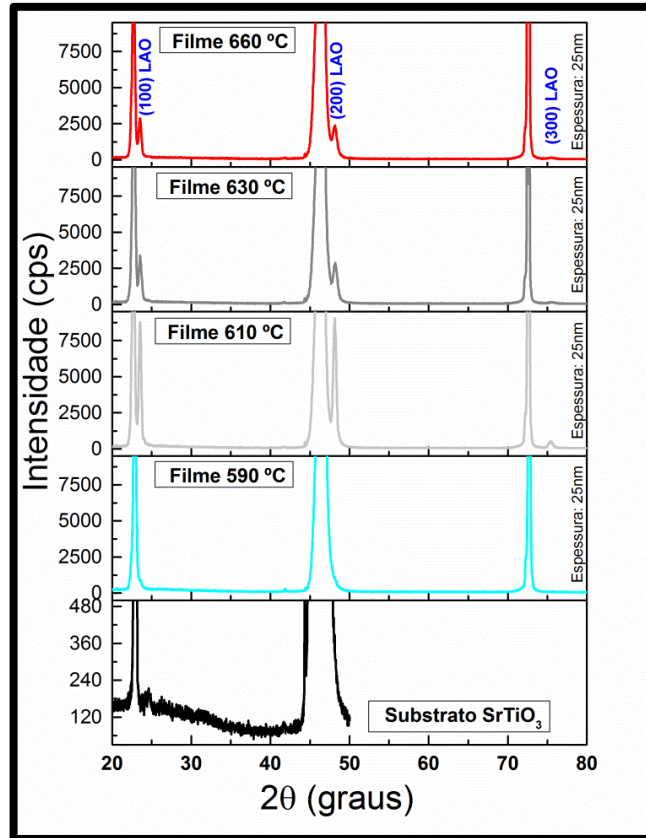 Intensidade (cps)
Filme 660 ºC
(100) LAO
(200) LAO
(300) LAO
Espessura: 25nm
7500
5000
2500
0
Filme 630 ºC
Espessura: 25nm
7500
5000
2500
0
Filme 610 ºC
Espessura: 25nm
7500
5000
2500
0
Filme 590 ºC
Espessura: 25nm
7500
5000
2500
0
480
360
240
120
Substrato SrTiO₃
20 30 40 50 60 70 80
2θ (graus)